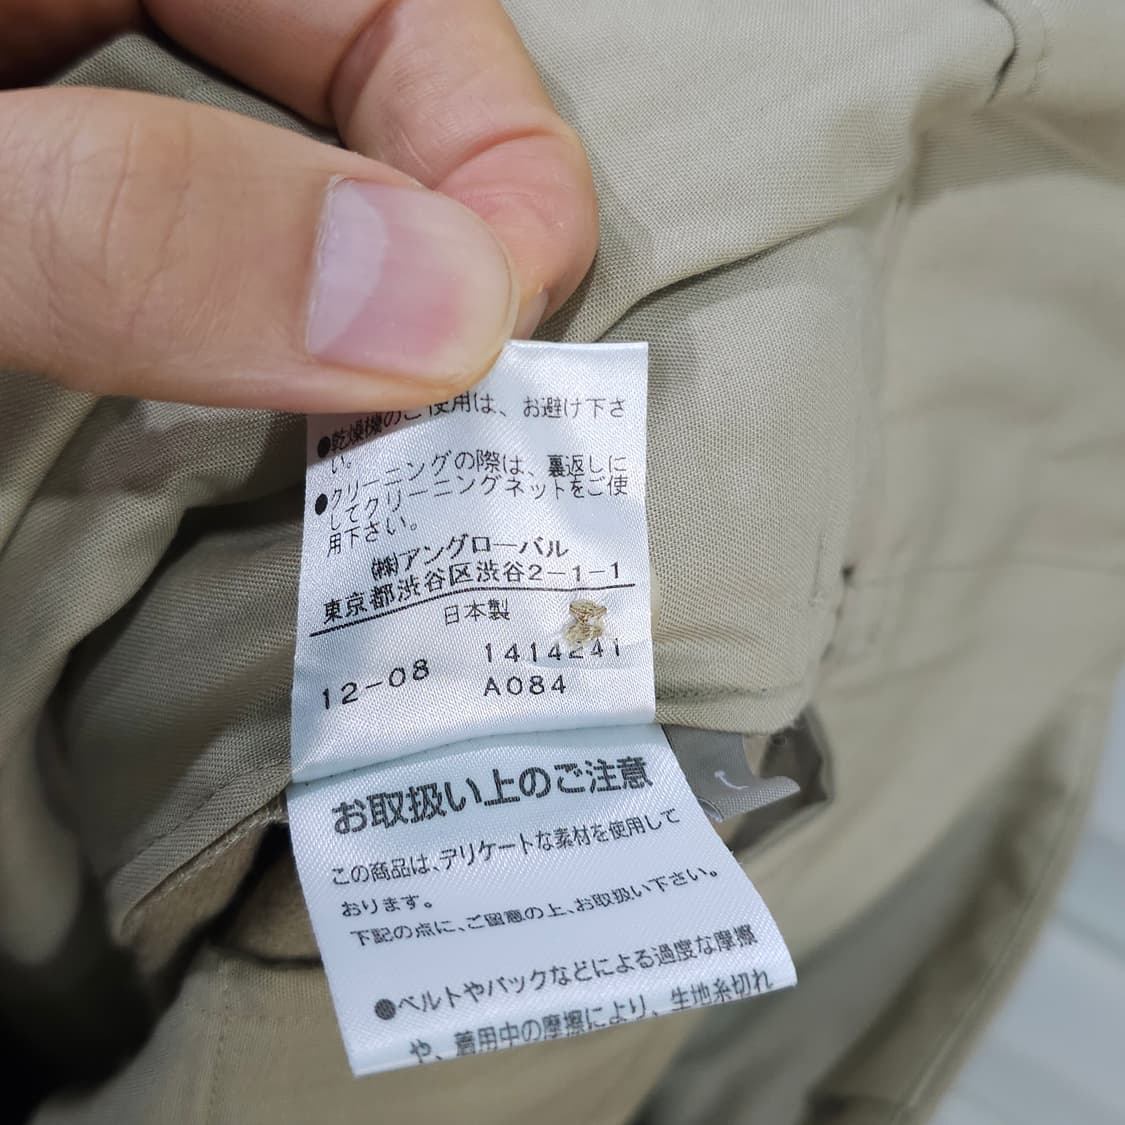 のご使用は、お避け下さ
●乾燥機
い。
●クリーニングの際は、裏返しに
してクリーニングネットをご使
用下さい。
㈱アングローバル
東京都渋谷区渋谷2-1-1
日本製
12-08
141424i
A084
お取扱い上のご注意
この商品は、デリケートな素材を使用して
おります。
下記の点に、ご留意の上、お取扱い下さい。
●ベルトやバックなどによる過度な摩擦
や、着用中の摩擦により、生地糸切れ